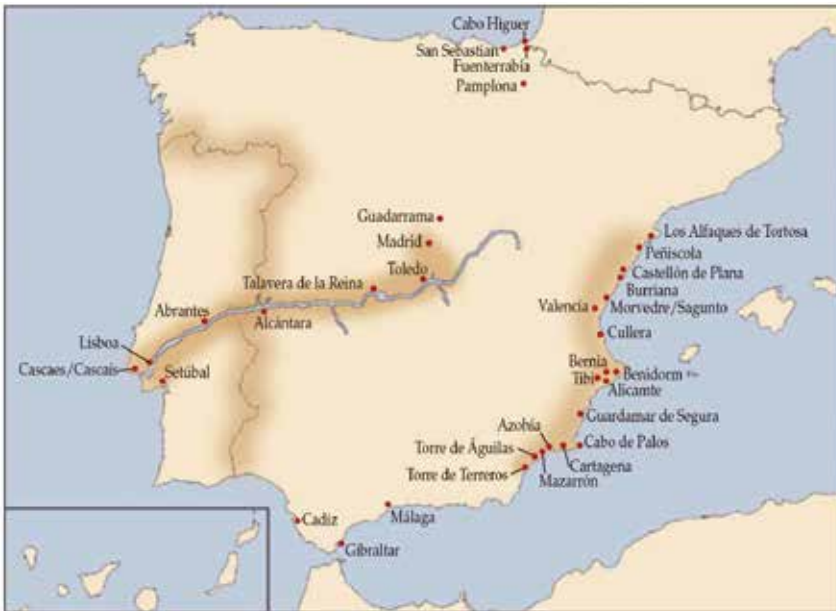 Cabo Higuer
San Sebastian
Fuenterrabía
Pamplona
Guadarrama
Madrid
Toledo
Talavera de la Reina
Abrantes
Alcántara
Lisboa
Cascaes/Cascais
Setúbal
Los Alfaques de Tortosa
Peñiscola
Castellón de Plana
Burriana
Valencia
Morvedre/Sagunto
Cullera
Bernia
Benidorm
Tibi
Alicante
Guardamar de Segura
Azobía
Cabo de Palos
Torre de Águilas
Cartagena
Torre de Terreros
Mazarrón
Cadiz
Málaga
Gibraltar